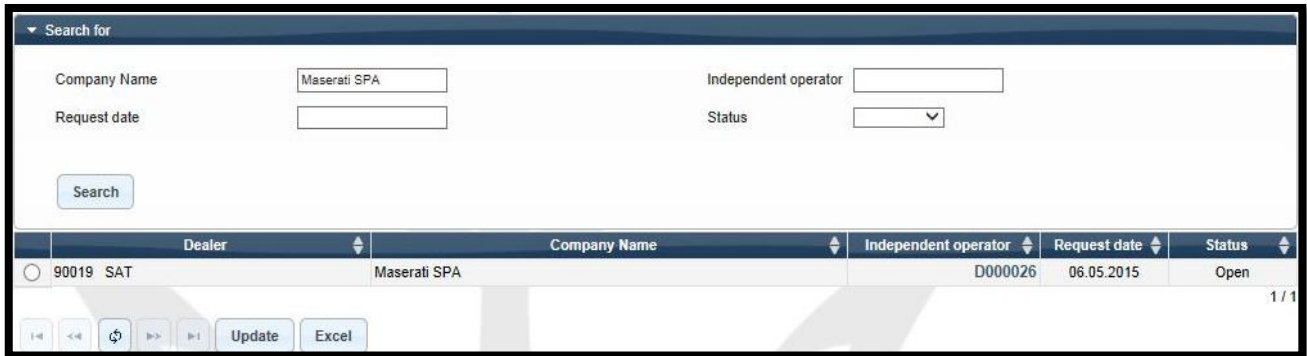 Search for
Company Name Maserati SPA Independent operator
Request date Status
Search
Dealer Company Name Independent operator Request date Status
90019 SAT Maserati SPA D000026 06.05.2015 Open
1 / 1
Update Excel